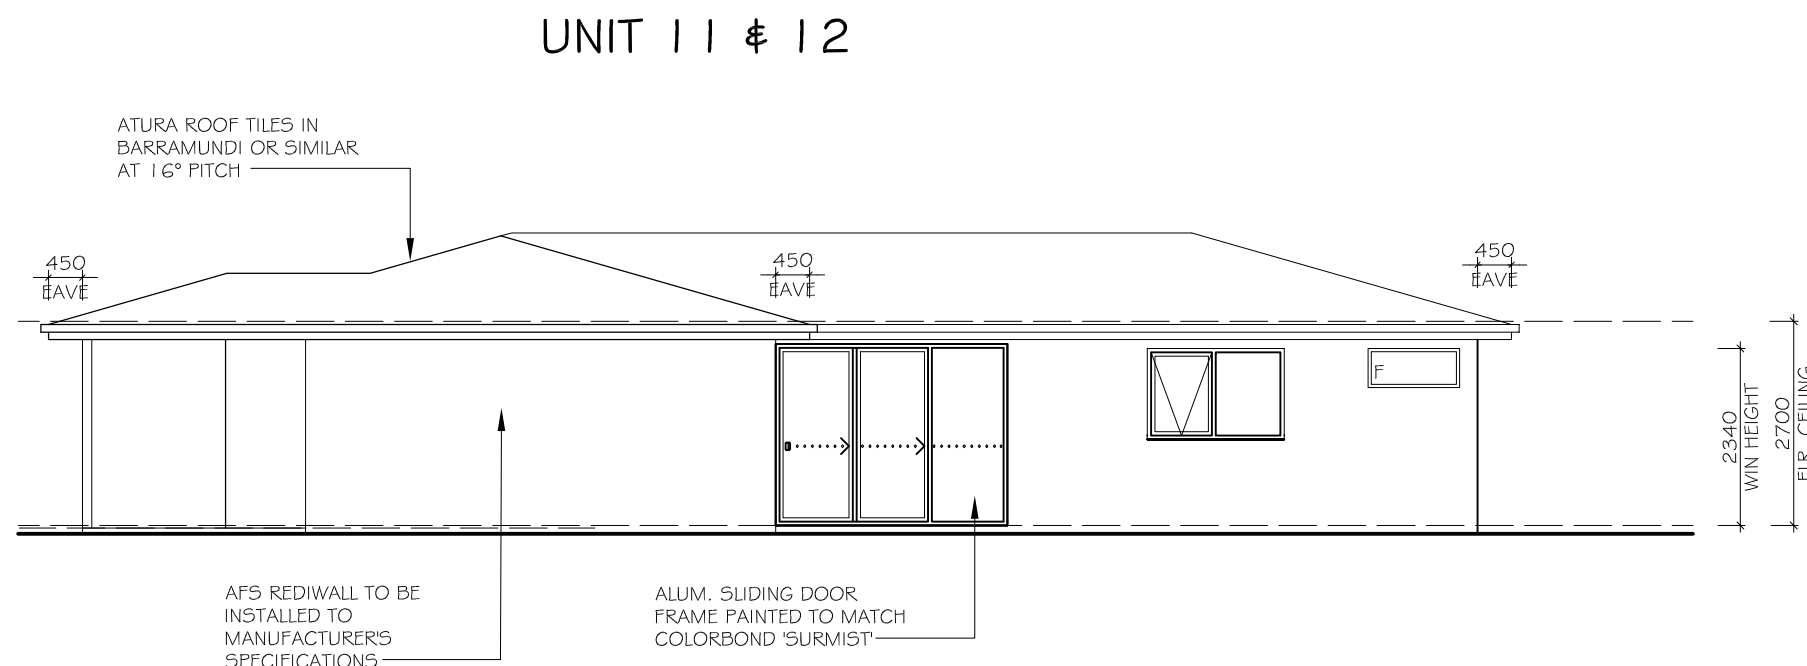 UNIT 11 & 12
ATURA ROOF TILES IN
BARRAMUNDI OR SIMILAR
AT 16° PITCH
450
EAVE
450
EAVE
450
EAVE
F
2340
WIN HEIGHT
2700
FLR. CEILING
AFS REDIWALL TO BE
INSTALLED TO
MANUFACTURER'S
SPECIFICATIONS
ALUM. SLIDING DOOR
FRAME PAINTED TO MATCH
COLORBOND 'SURMIST'